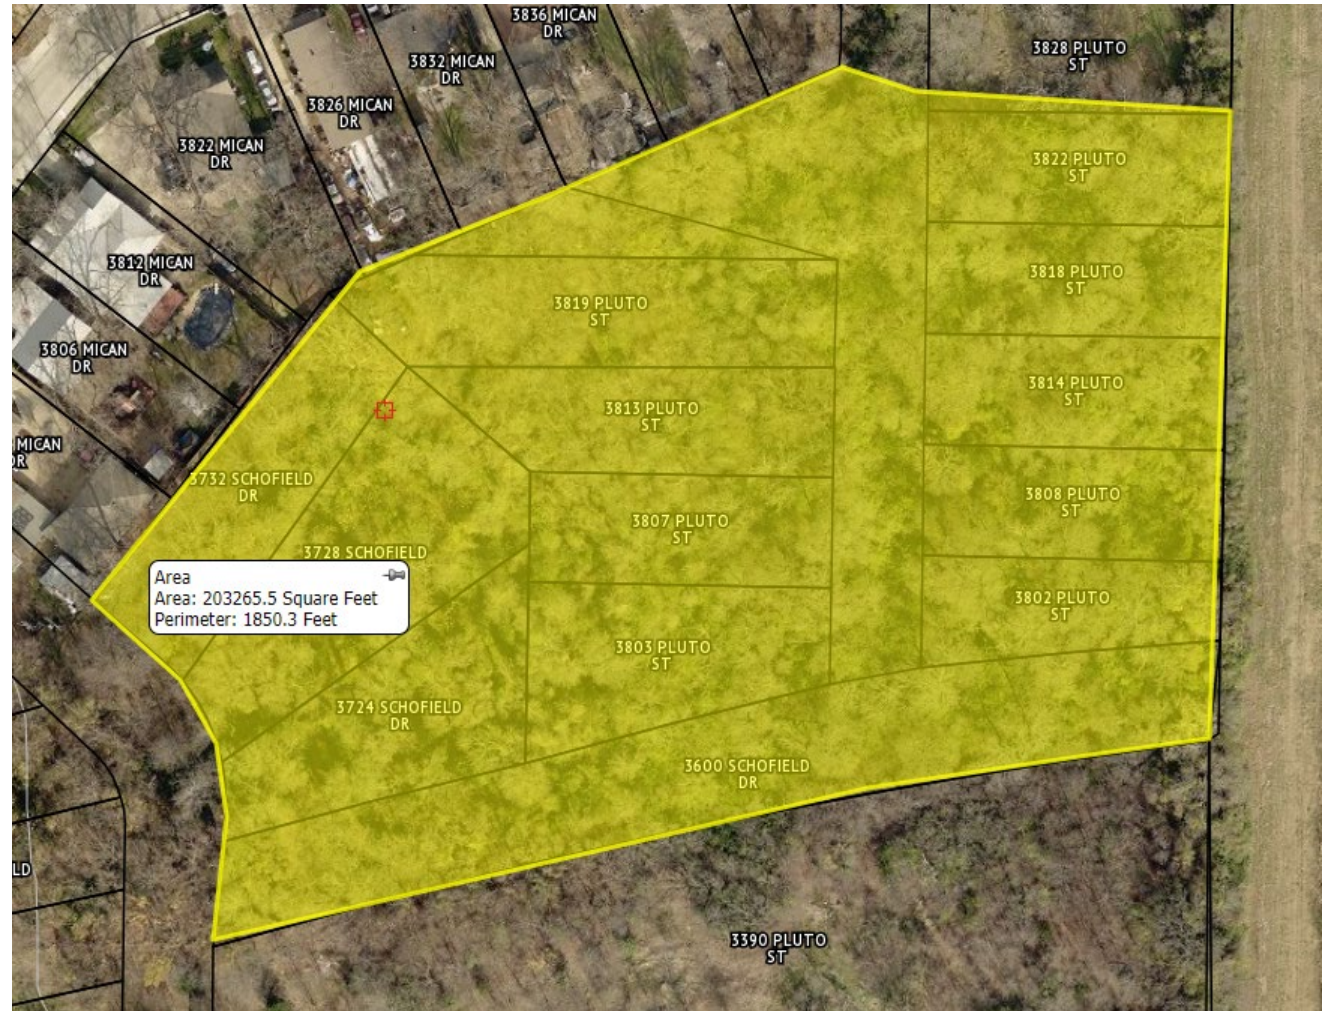 3836 MICAN
DR
3832 MICAN
DR
3828 PLUTO
ST
3826 MICAN
DR
3822 MICAN
DR
3822 PLUTO
ST
3812 MICAN
DR
3818 PLUTO
ST
3819 PLUTO
ST
3806 MICAN
DR
3814 PLUTO
ST
3813 PLUTO
ST
MICAN
DR
3732 SCHOFIELD
DR
3808 PLUTO
ST
3807 PLUTO
ST
3728 SCHOFIELD
Area
Area: 203265.5 Square Feet
Perimeter: 1850.3 Feet
3802 PLUTO
ST
3803 PLUTO
ST
3724 SCHOFIELD
DR
3600 SCHOFIELD
DR
LD
3390 PLUTO
ST